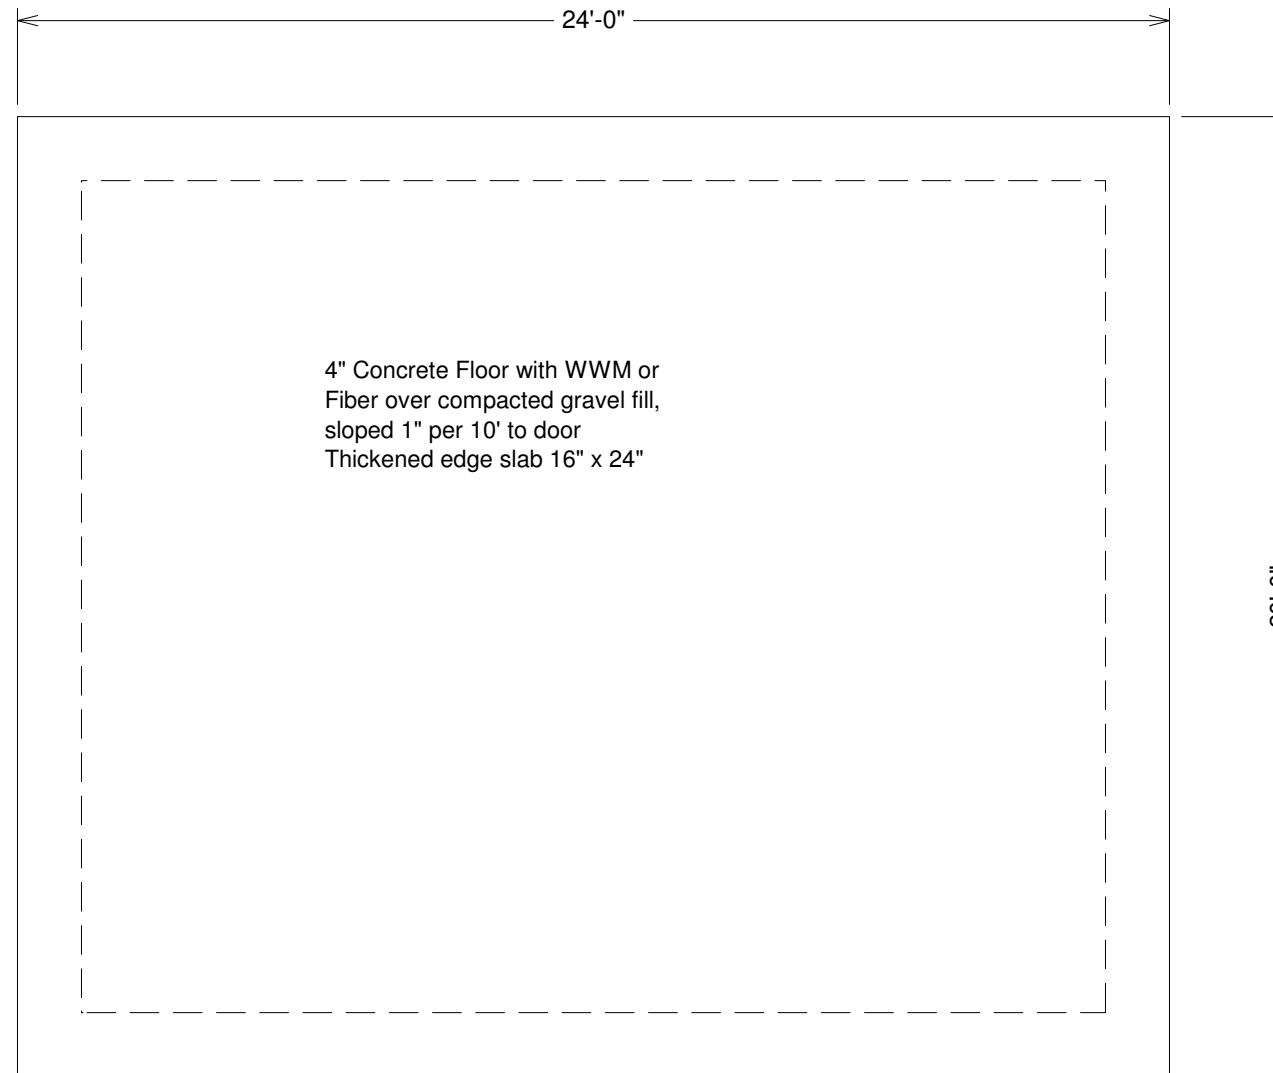 24'-0"
4" Concrete Floor with WWM or
Fiber over compacted gravel fill,
sloped 1" per 10' to door
Thickened edge slab 16" x 24"